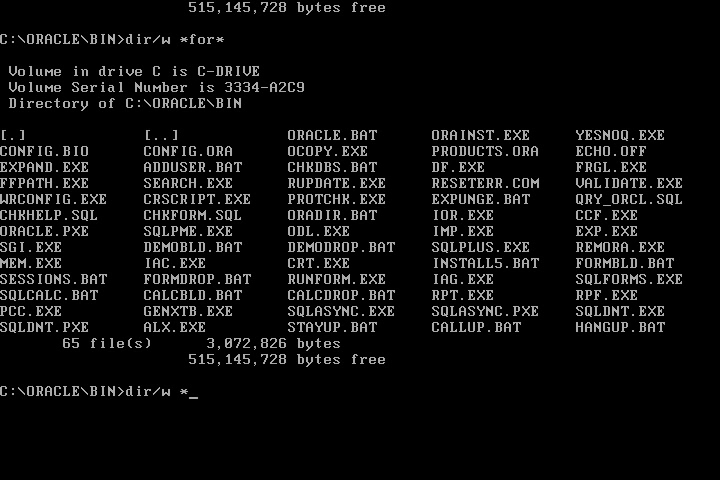 515,145,728 bytes free
C:\ORACLE\BIN>dir/w *for*
Volume in drive C is C-DRIVE
Volume Serial Number is 3334-A2C9
Directory of C:\ORACLE\BIN
[.] [..] ORACLE.BAT ORAINST.EXE YESNOQ.EXE
CONFIG.BIO CONFIG.ORA OCOPY.EXE PRODUCTS.ORA ECHO.OFF
EXPAND.EXE ADDUSER.BAT CHKDBS.BAT DF.EXE FRGL.EXE
FFPATH.EXE SEARCH.EXE RUPDATE.EXE RESETERR.COM VALIDATE.EXE
WRCONFIG.EXE CRSCRIPT.EXE PROTCHK.EXE EXPUNGE.BAT QRY_ORCL.SQL
CHKHELP.SQL CHKFORM.SQL ORADIR.BAT IOR.EXE CCF.EXE
ORACLE.PXE SQLPME.EXE ODL.EXE IMP.EXE EXP.EXE
SGI.EXE DEMOBLD.BAT DEMODROP.BAT SQLPLUS.EXE REMORA.EXE
MEM.EXE IAC.EXE CRT.EXE INSTALL5.BAT FORMBLD.BAT
SESSIONS.BAT FORMDROP.BAT RUNFORM.EXE IAG.EXE SQLFORMS.EXE
SQLCALC.BAT CALCBLD.BAT CALCDROP.BAT RPT.EXE RPF.EXE
PCC.EXE GENXTB.EXE SQLASYNC.EXE SQLASYNC.PXE SQLDNT.EXE
SQLDNT.PXE ALX.EXE STAYUP.BAT CALLUP.BAT HANGUP.BAT
65 file(s) 3,072,826 bytes
515,145,728 bytes free
C:\ORACLE\BIN>dir/w *_